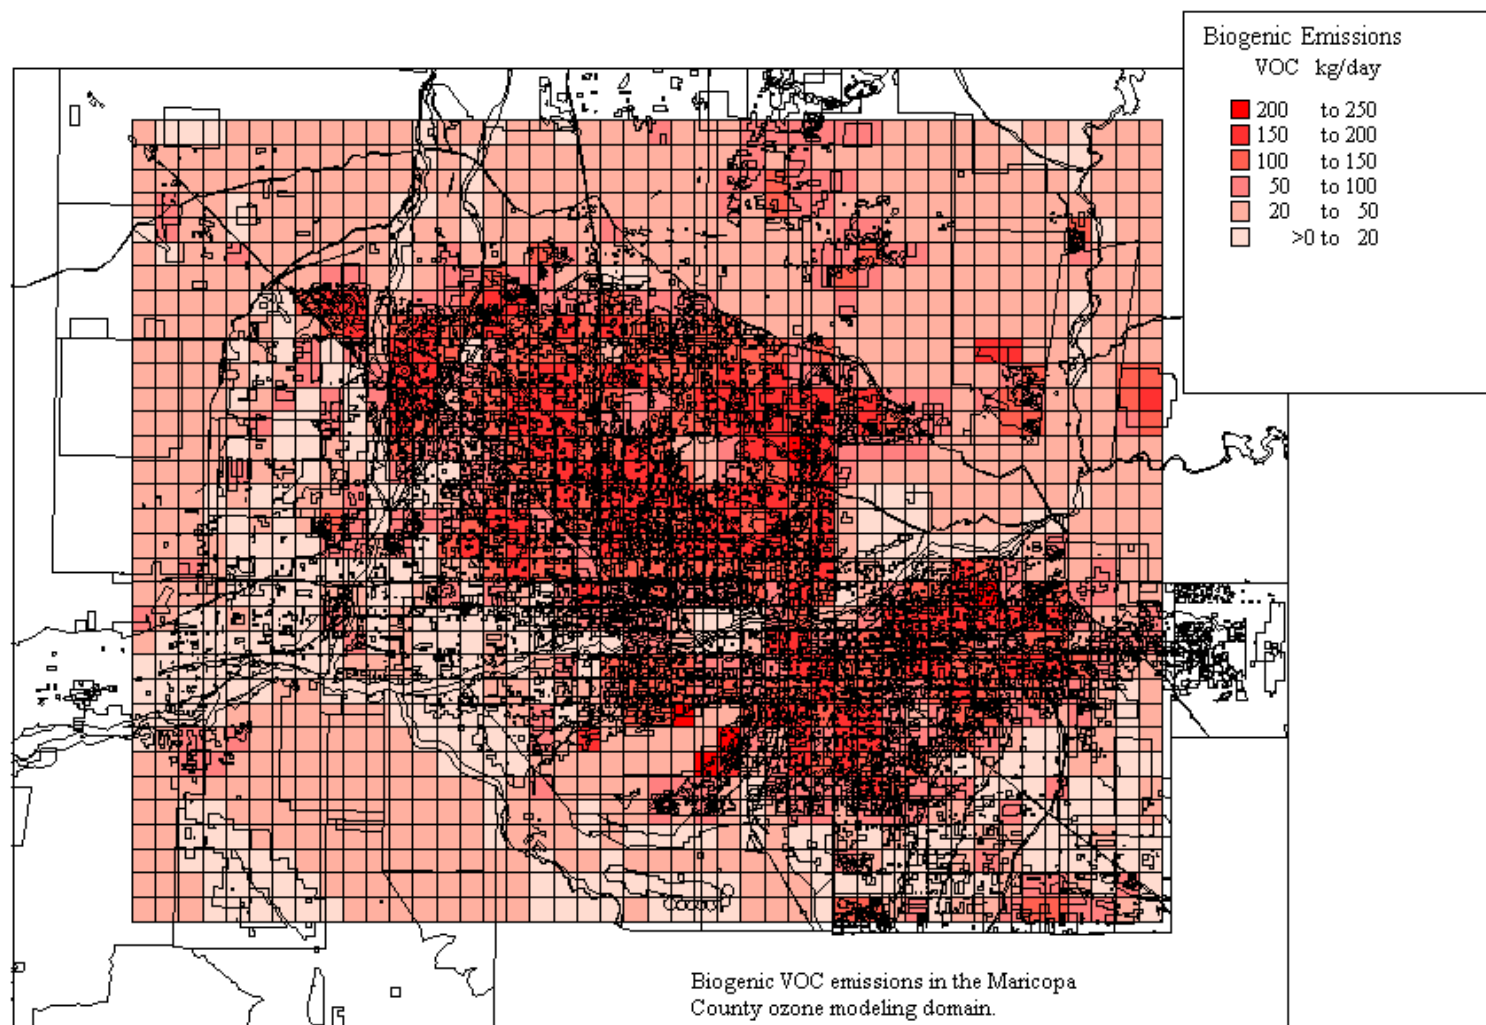 Biogenic Emissions
VOC kg/day
200 to 250
150 to 200
100 to 150
50 to 100
20 to 50
>0 to 20
Biogenic VOC emissions in the Maricopa
County ozone modeling domain.